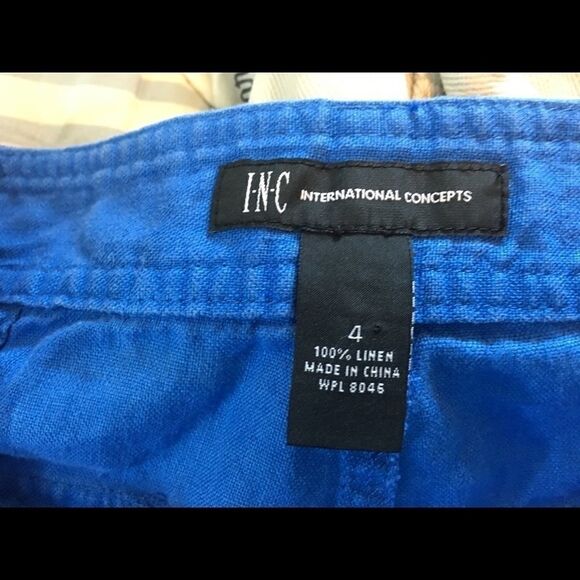 I·N·C INTERNATIONAL CONCEPTS
4
100% LINEN
MADE IN CHINA
WPL 8046